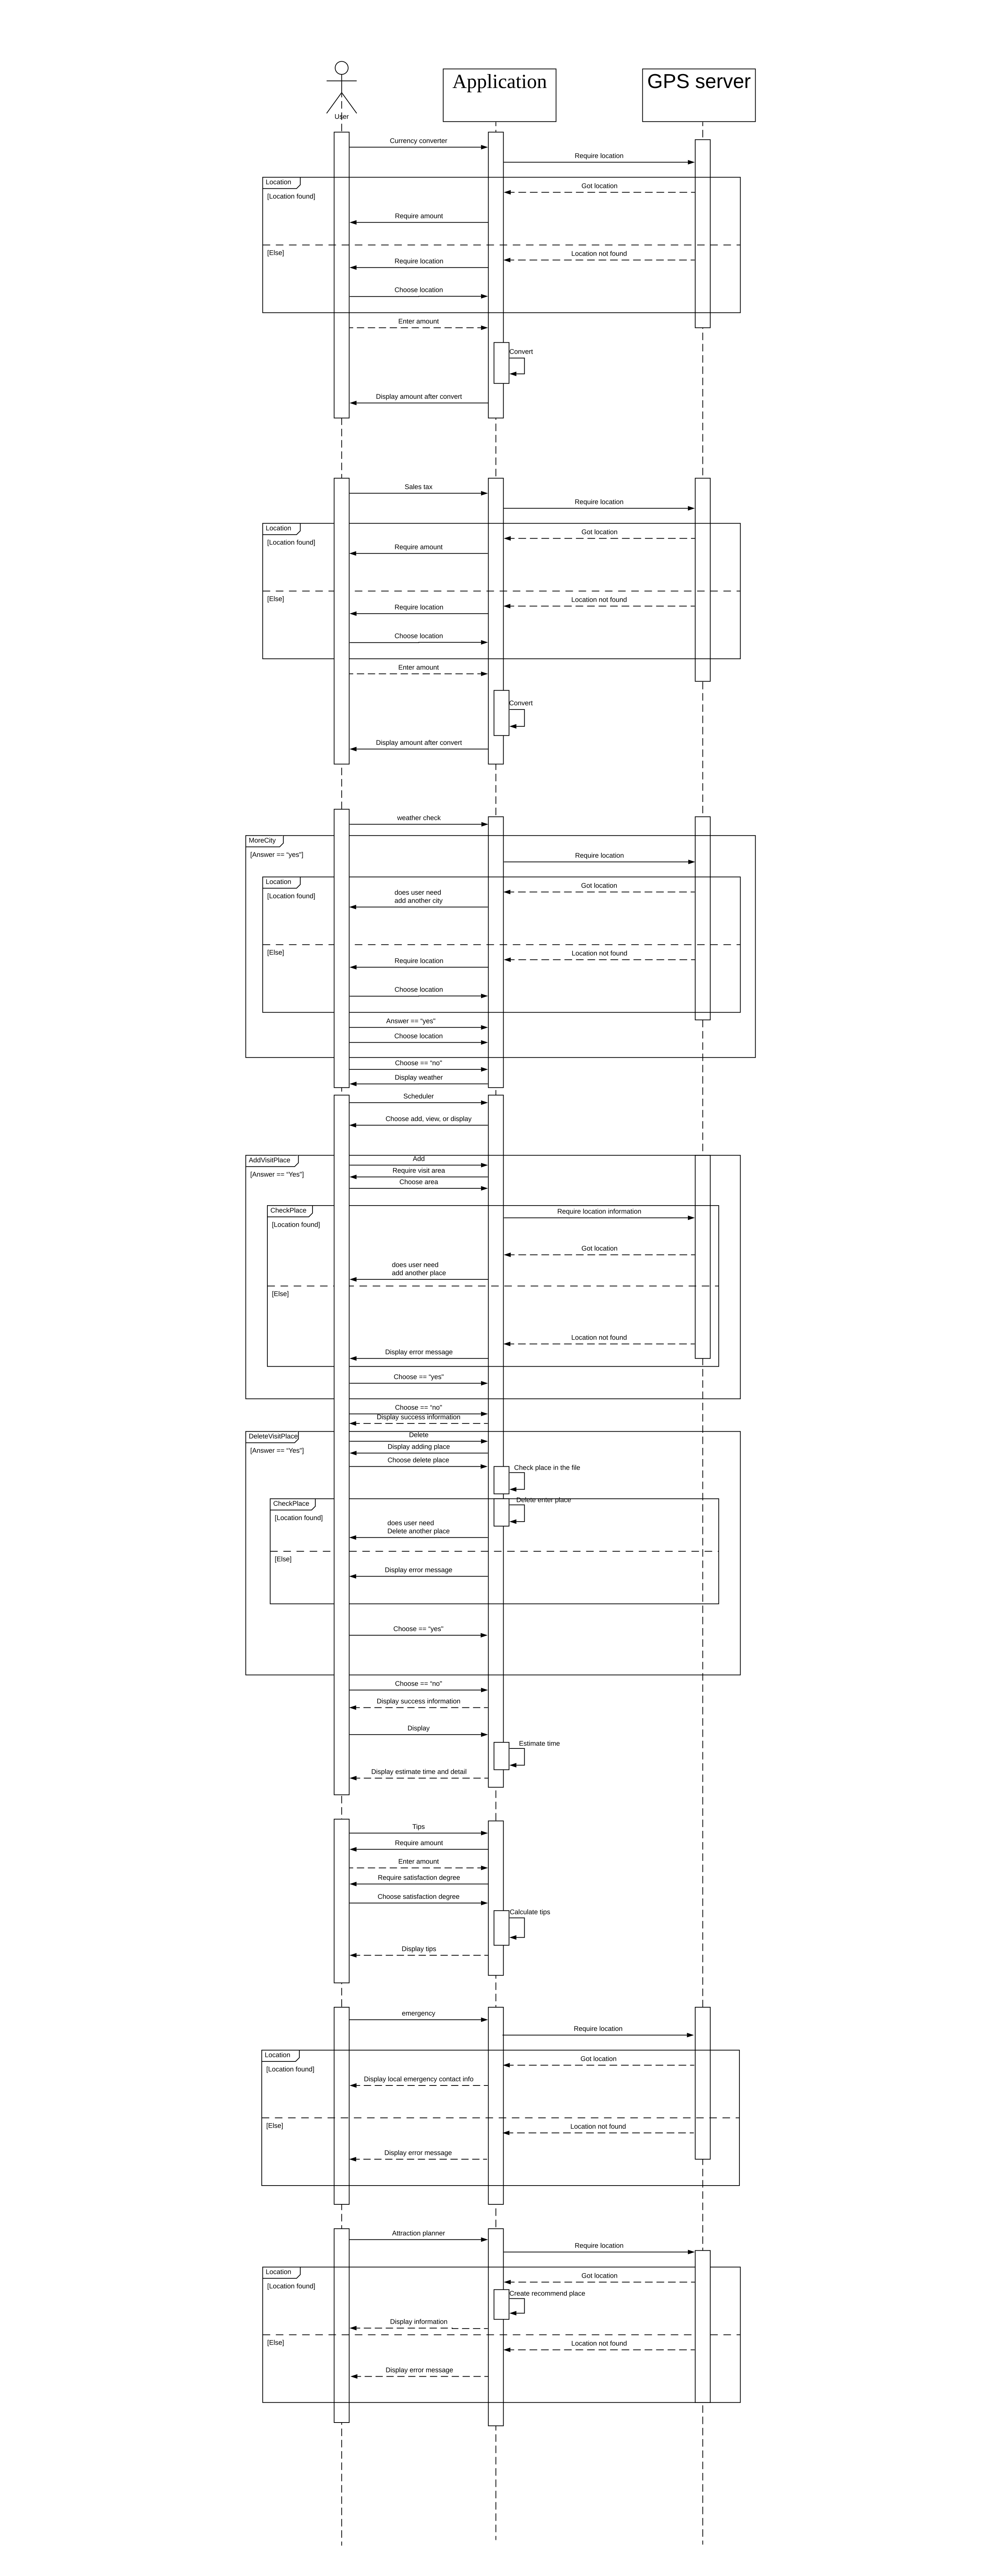 Application
GPS server
User
Currency converter
Require location
Location
Got location
[Location found]
Require amount
[Else]
Location not found
Require location
Choose location
Enter amount
Convert
Display amount after convert
Sales tax
Require location
Location
Got location
[Location found]
Require amount
[Else]
Location not found
Require location
Choose location
Enter amount
Convert
Display amount after convert
weather check
MoreCity
[Answer == "yes"]
Require location
Location
Got location
[Location found]
does user need
add another city
[Else]
Location not found
Require location
Choose location
Answer == "yes"
Choose location
Choose == "no"
Display weather
Scheduler
Choose add, view, or display
AddVisitPlace
Add
Require visit area
[Answer == "Yes"]
Choose area
CheckPlace
Require location information
[Location found]
Got location
does user need
add another place
[Else]
Location not found
Display error message
Choose == "yes"
Choose == "no"
Display success information
DeleteVisitPlace
Delete
Display adding place
[Answer == "Yes"]
Choose delete place
Check place in the file
CheckPlace
Delete enter place
[Location found]
does user need
Delete another place
[Else]
Display error message
Choose == "yes"
Choose == "no"
Display success information
Display
Estimate time
Display estimate time and detail
Tips
Require amount
Enter amount
Require satisfaction degree
Choose satisfaction degree
Calculate tips
Display tips
emergency
Require location
Location
Got location
[Location found]
Display local emergency contact info
[Else]
Location not found
Display error message
Attraction planner
Require location
Location
Got location
[Location found]
Create recommend place
Display information
[Else]
Location not found
Display error message